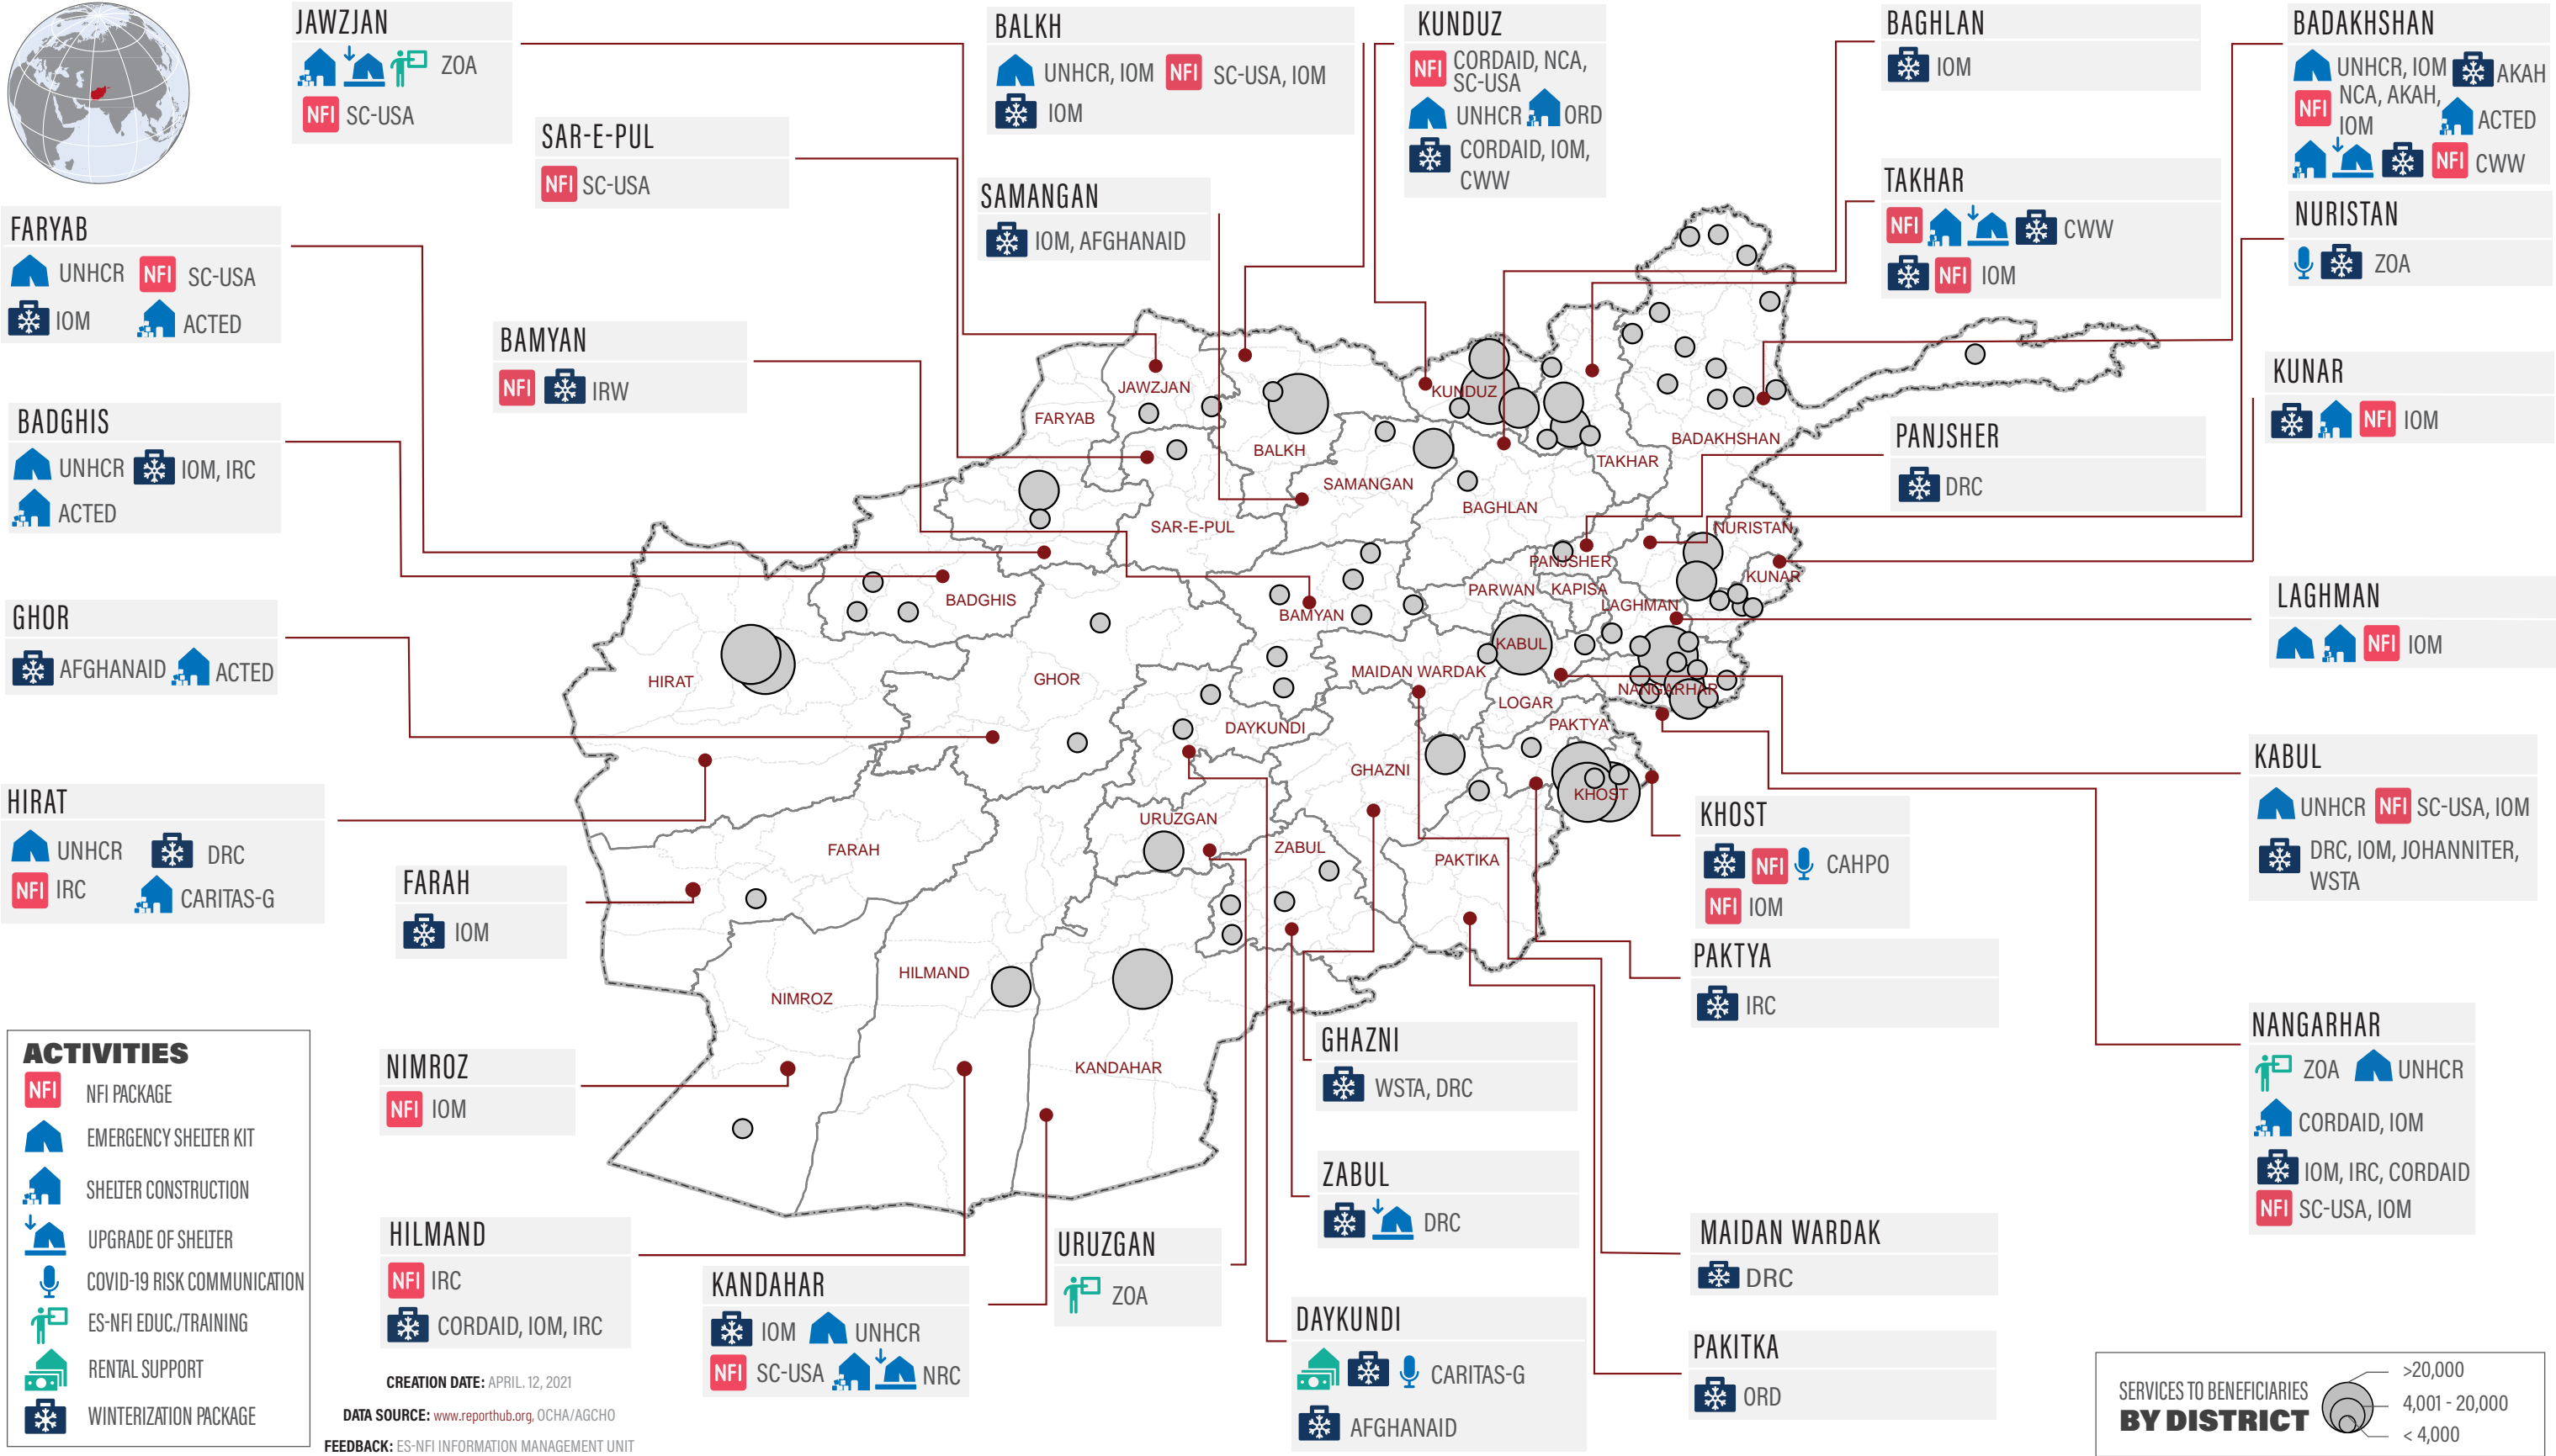 JAWZJAN
ZOA
NFI SC-USA
SAR-E-PUL
NFI SC-USA
BALKH
UNHCR, IOM NFI SC-USA, IOM
IOM
SAMANGAN
IOM, AFGHANAID
KUNDUZ
NFI CORDAID, NCA,
SC-USA
UNHCR ORD
CORDAID, IOM,
CWW
BAGHLAN
IOM
TAKHAR
NFI CWW
NFI IOM
BADAKHSHAN
UNHCR, IOM AKAH
NFI NCA, AKAH,
IOM
ACTED
NFI CWW
NURISTAN
ZOA
KUNAR
NFI IOM
PANJSHER
DRC
LAGHMAN
NFI IOM
KABUL
UNHCR NFI SC-USA, IOM
DRC, IOM, JOHANNITER,
WSTA
NANGARHAR
ZOA UNHCR
CORDAID, IOM
IOM, IRC, CORDAID
NFI SC-USA, IOM
KHOST
NFI CAHPO
NFI IOM
PAKTYA
IRC
MAIDAN WARDAK
DRC
PAKITKA
ORD
GHAZNI
WSTA, DRC
ZABUL
DRC
DAYKUNDI
CARITAS-G
AFGHANAID
URUZGAN
ZOA
KANDAHAR
IOM UNHCR
NFI SC-USA NRC
HILMAND
NFI IRC
CORDAID, IOM, IRC
NIMROZ
NFI IOM
FARAH
IOM
HIRAT
UNHCR DRC
NFI IRC CARITAS-G
GHOR
AFGHANAID ACTED
BADGHIS
UNHCR IOM, IRC
ACTED
FARYAB
UNHCR NFI SC-USA
IOM ACTED
BAMYAN
NFI IRW
JAWZJAN
FARYAB
BALKH
KUNDUZ
BADAKHSHAN
TAKHAR
SAMANGAN
BAGHLAN
SAR-E-PUL
NURISTAN
PANJSHER
KUNAR
PARWAN
KAPISA
LAGHMAN
BADGHIS
BAMYAN
KABUL
MAIDAN WARDAK
HIRAT
GHOR
NANGARHAR
LOGAR
PAKTYA
DAYKUNDI
GHAZNI
KHOST
URUZGAN
FARAH
ZABUL
PAKTIKA
HILMAND
NIMROZ
KANDAHAR
ACTIVITIES
NFI NFI PACKAGE
EMERGENCY SHELTER KIT
SHELTER CONSTRUCTION
UPGRADE OF SHELTER
COVID-19 RISK COMMUNICATION
ES-NFI EDUC./TRAINING
RENTAL SUPPORT
WINTERIZATION PACKAGE
CREATION DATE: APRIL. 12, 2021
DATA SOURCE: www.reporthub.org, OCHA/AGCHO
FEEDBACK: ES-NFI INFORMATION MANAGEMENT UNIT
SERVICES TO BENEFICIARIES
BY DISTRICT
>20,000
4,001 - 20,000
< 4,000